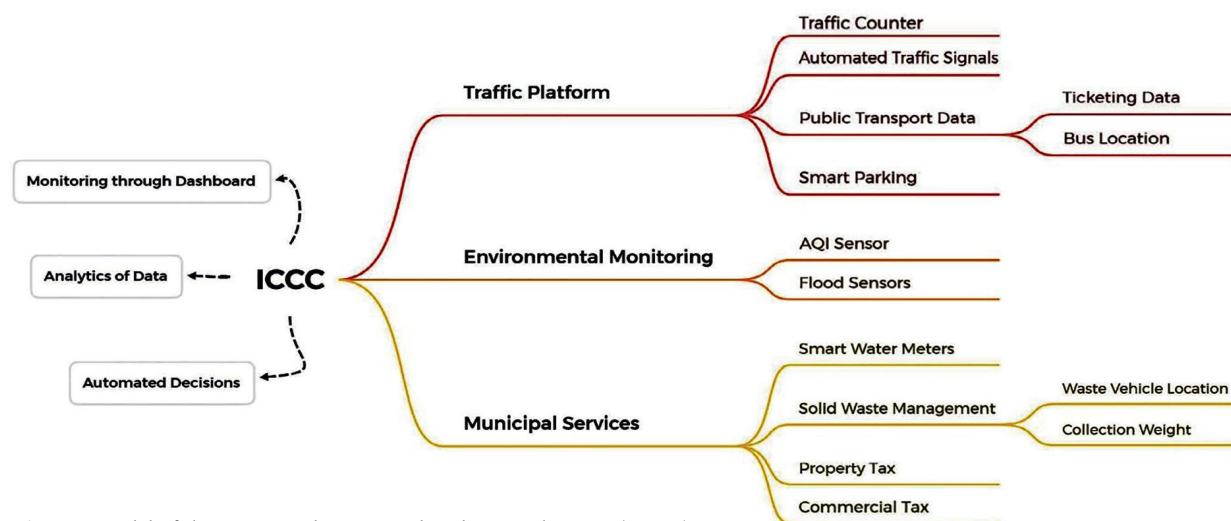 Traffic Counter
Automated Traffic Signals
Traffic Platform
Public Transport Data
Ticketing Data
Bus Location
Smart Parking
Monitoring through Dashboard
Environmental Monitoring
AQI Sensor
Flood Sensors
Analytics of Data
ICCC
Automated Decisions
Smart Water Meters
Municipal Services
Solid Waste Management
Waste Vehicle Location
Collection Weight
Property Tax
Commercial Tax